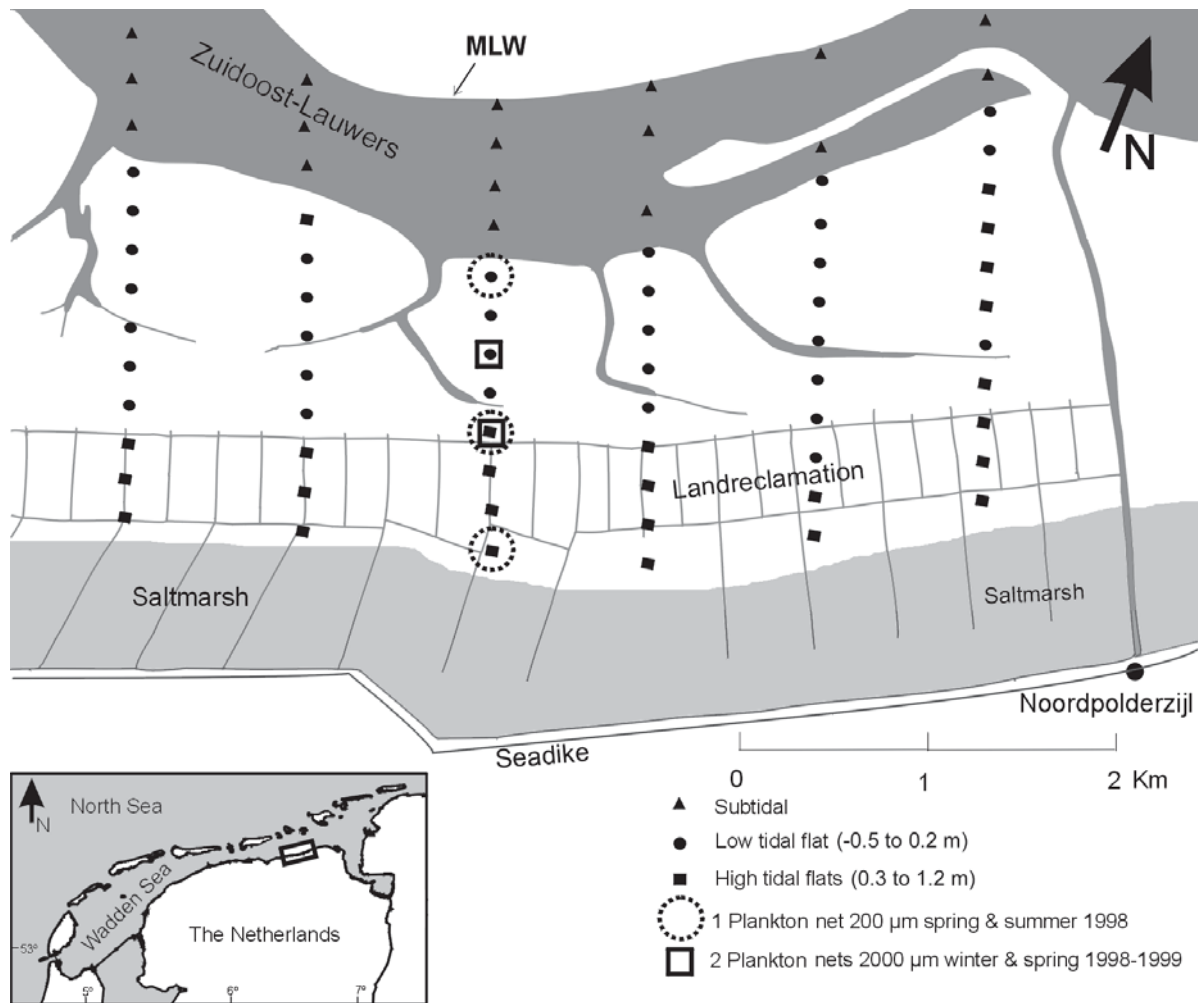 MLW
Zuidoost-Lauwers
N
Landreclamation
Saltmarsh
Saltmarsh
Noordpolderzijl
Seadike
0 1 2 Km
Subtidal
Low tidal flat (-0.5 to 0.2 m)
High tidal flats (0.3 to 1.2 m)
1 Plankton net 200 µm spring & summer 1998
2 Plankton nets 2000 µm winter & spring 1998-1999
North Sea
N
Wadden Sea
The Netherlands
53°
5° 6° 7°